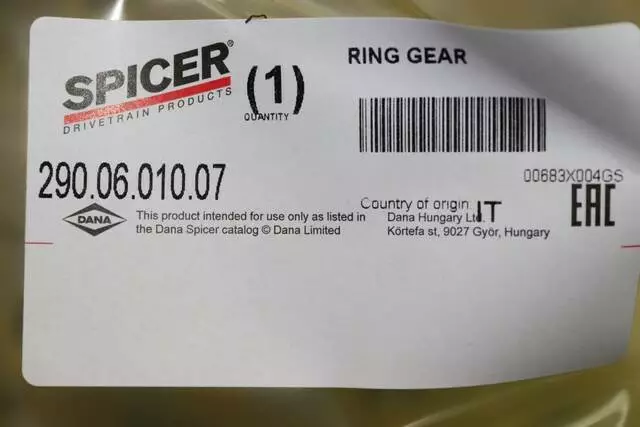 SPICER®
DRIVETRAIN PRODUCTS
(1)
QUANTITY
RING GEAR
00683X004GS
290.06.010.07
Country of origin: IT
EAC
DANA
This product intended for use only as listed in
the Dana Spicer catalog © Dana Limited
Dana Hungary Ltd.
Körtefa st, 9027 Győr, Hungary